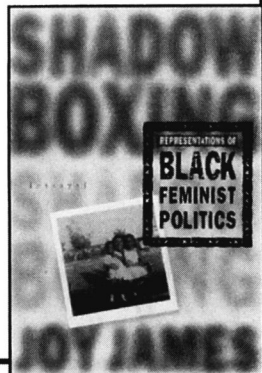 SHADOW
BOXING
REPRESENTATIONS OF
BLACK
FEMINIST
POLITICS
JOY JAMES